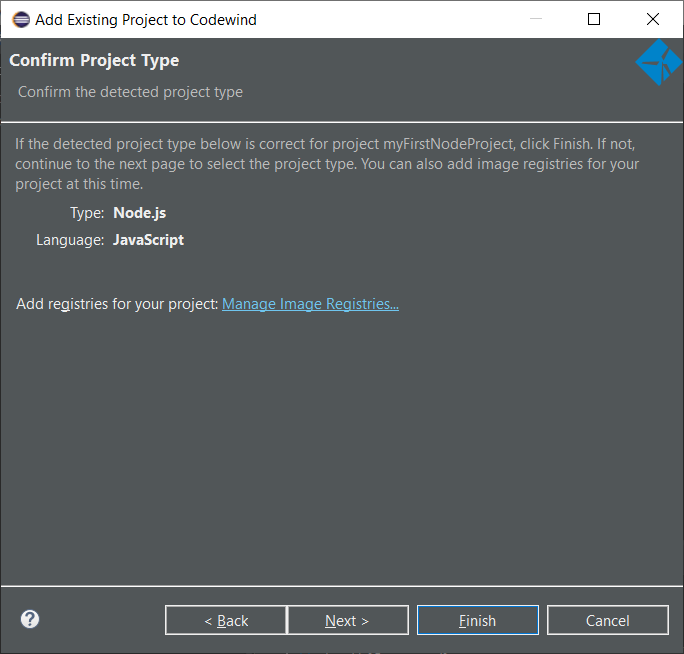 Add Existing Project to Codewind
Confirm Project Type
Confirm the detected project type
If the detected project type below is correct for project myFirstNodeProject, click Finish. If not,
continue to the next page to select the project type. You can also add image registries for your
project at this time.
Type: Node.js
Language: JavaScript
Add registries for your project: Manage Image Registries...
?
< Back
Next >
Finish
Cancel